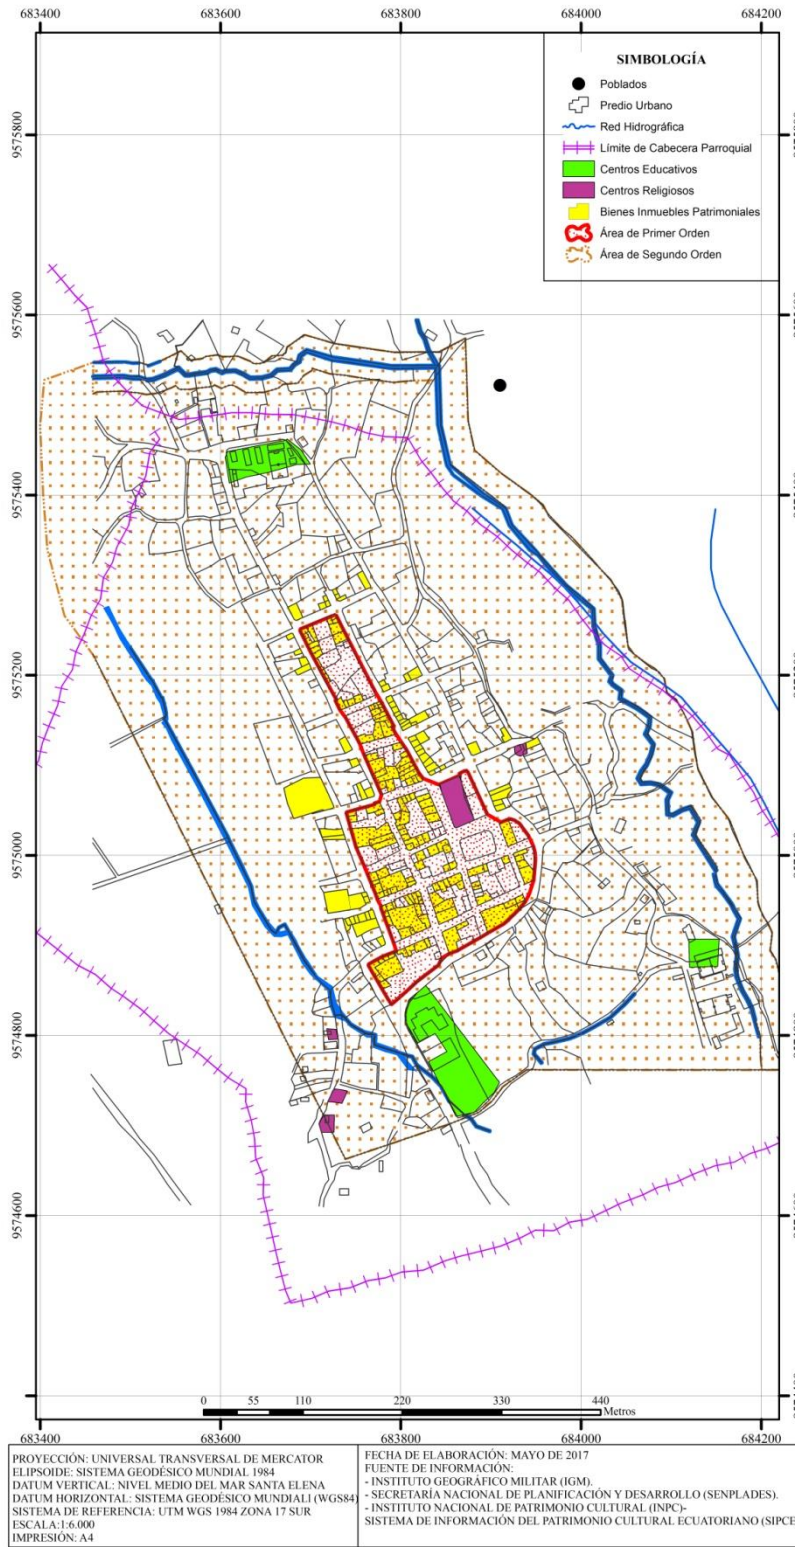 683400 683600 683800 684000 684200
SIMBOLOGÍA
Poblados
Predio Urbano
Red Hidrográfica
Límite de Cabecera Parroquial
Centros Educativos
Centros Religiosos
Bienes Inmuebles Patrimoniales
Área de Primer Orden
Área de Segundo Orden
9575800
9575600
9575400
9575200
9575000
9574800
9574600
9574400
0 55 110 220 330 440
Metros
683400 683600 683800 684000 684200
PROYECCIÓN: UNIVERSAL TRANSVERSAL DE MERCATOR
ELIPSOIDE: SISTEMA GEODÉSICO MUNDIAL 1984
DATUM VERTICAL: NIVEL MEDIO DEL MAR SANTA ELENA
DATUM HORIZONTAL: SISTEMA GEODÉSICO MUNDIALI (WGS84)
SISTEMA DE REFERENCIA: UTM WGS 1984 ZONA 17 SUR
ESCALA:1:6.000
IMPRESIÓN: A4
FECHA DE ELABORACIÓN: MAYO DE 2017
FUENTE DE INFORMACIÓN:
- INSTITUTO GEOGRÁFICO MILITAR (IGM).
- SECRETARÍA NACIONAL DE PLANIFICACIÓN Y DESARROLLO (SENPLADES).
- INSTITUTO NACIONAL DE PATRIMONIO CULTURAL (INPC)-
SISTEMA DE INFORMACIÓN DEL PATRIMONIO CULTURAL ECUATORIANO (SIPCE